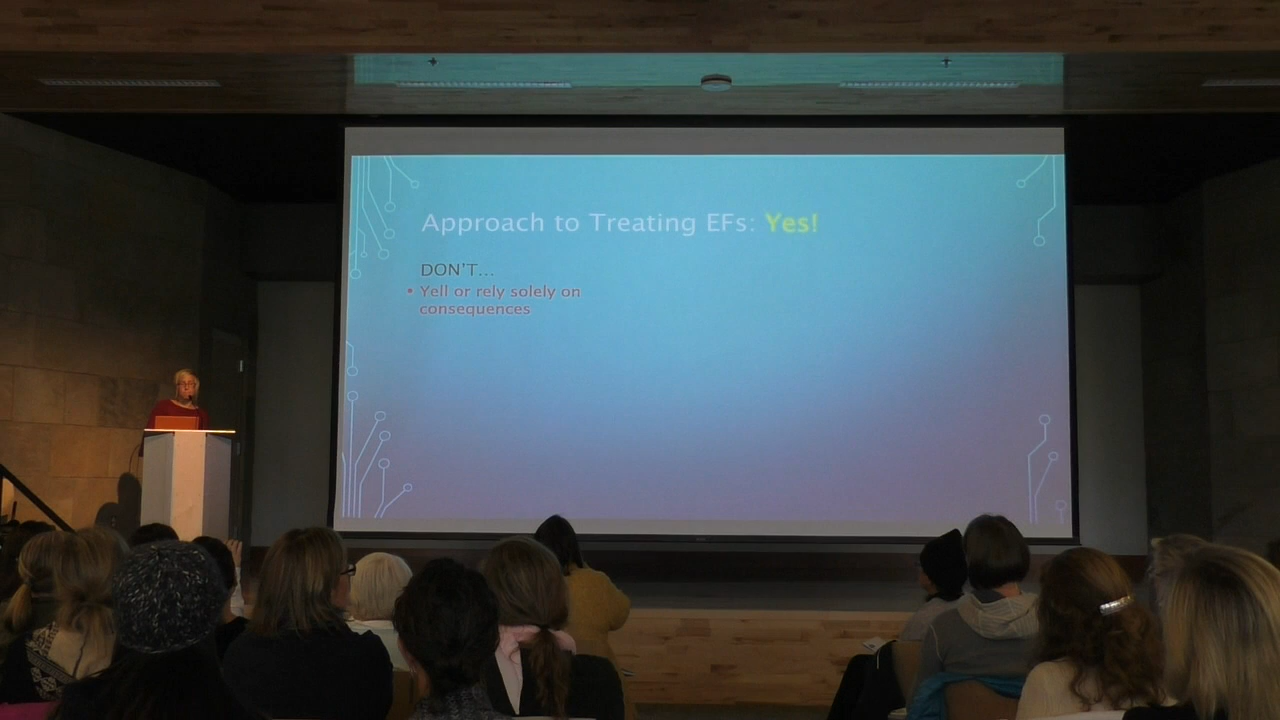 Approach to Treating EFs: Yes!
DON'T...
• Yell or rely solely on
consequences